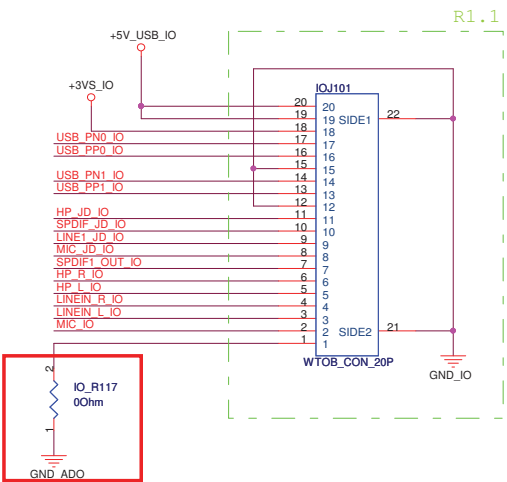 R1.1
+5V_USB_IO
+3VS_IO
IOJ101
20 20
19 19 SIDE1 22
18 18
USB_PN0_IO 17 17
USB_PP0_IO 16 16
15 15
USB_PN1_IO 14 14
USB_PP1_IO 13 13
12 12
HP_JD_IO 11 11
SPDIF_JD_IO 10 10
LINE1_JD_IO 9 9
MIC_JD_IO 8 8
SPDIF1_OUT_IO 7 7
HP_R_IO 6 6
HP_L_IO 5 5
LINEIN_R_IO 4 4
LINEIN_L_IO 3 3
MIC_IO 2 2 SIDE2 21
1 1
WTOB_CON_20P
GND_IO
2
IO_R117
0Ohm
1
GND_ADO